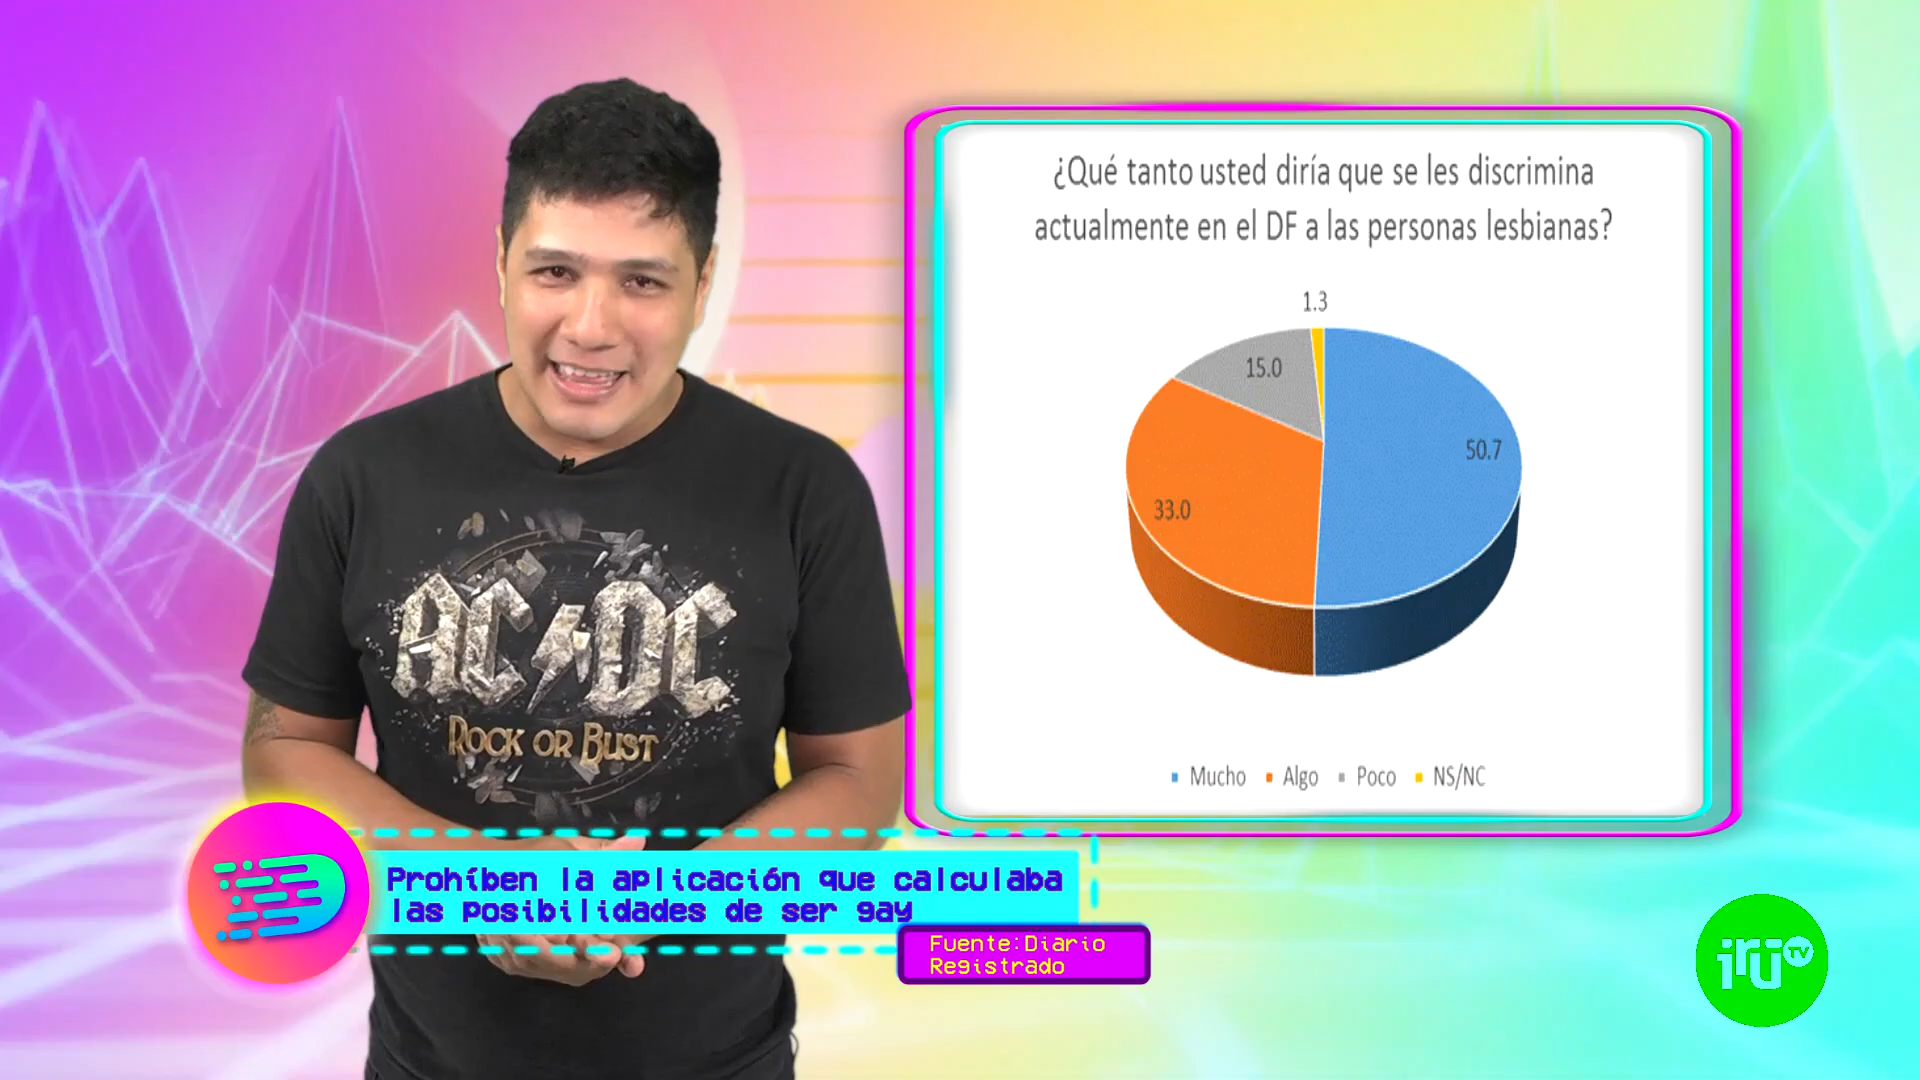 ¿Qué tanto usted diría que se les discrimina
actualmente en el DF a las personas lesbianas?
1.3
15.0
50.7
33.0
Mucho Algo Poco NS/NC
AC DC
ROCK OR BUST
Prohíben la aplicación que calculaba
las posibilidades de ser gay
Fuente:Diario
Registrado
irü TV